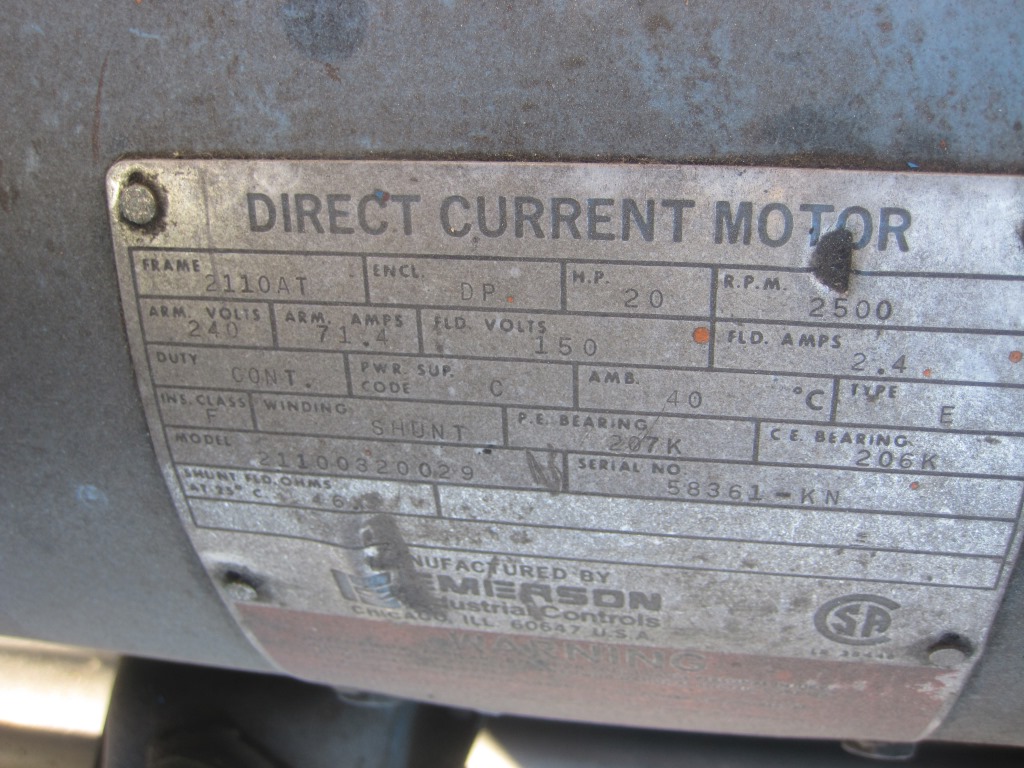 DIRECT CURRENT MOTOR
FRAME 2110AT ENCL. DP H.P. 20 R.P.M. 2500
ARM. VOLTS 240 ARM. AMPS 71.4 FLD. VOLTS 150 FLD. AMPS 2.4
DUTY CONT. PWR. SUP. CODE C AMB. 40 °C TYPE E
INS. CLASS F WINDING SHUNT P.E. BEARING 207K C.E. BEARING 206K
MODEL 21100320029 SERIAL NO. 58361-KN
SHUNT FLD. OHMS
AT 25° C. 46
BY
EMERSON
Industrial Controls
CHICAGO, ILL. 60647 U.S.A.
WARNING